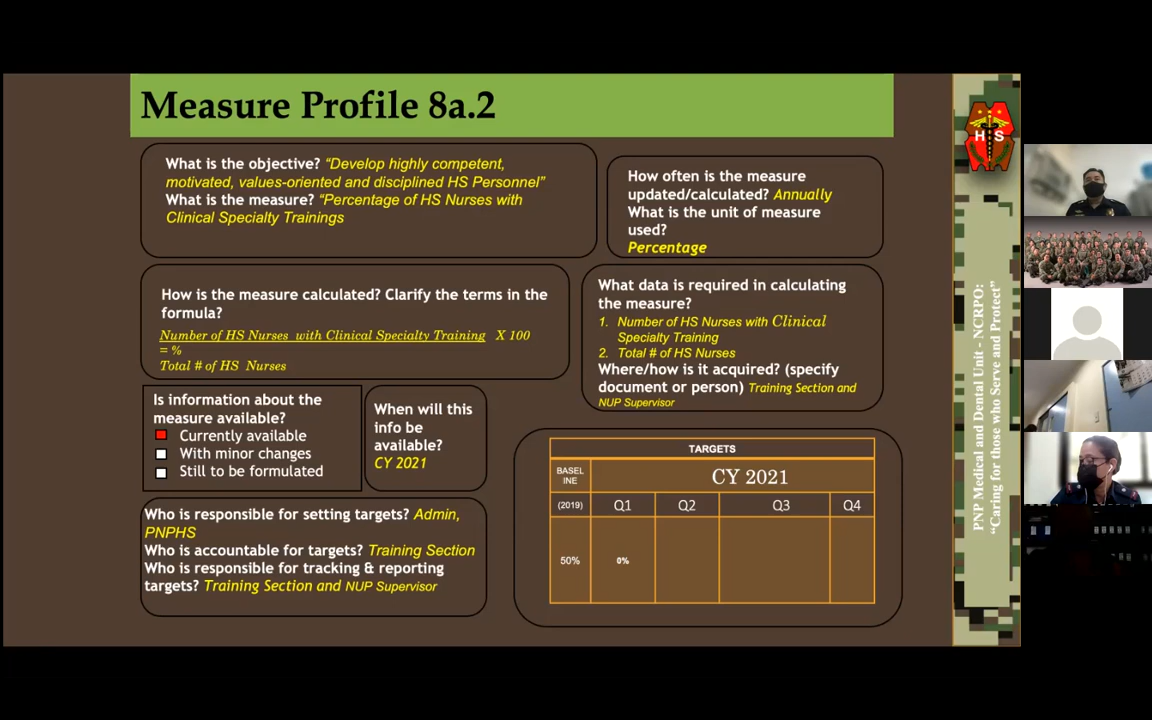 Measure Profile 8a.2
What is the objective? “Develop highly competent,
motivated, values-oriented and disciplined HS Personnel”
What is the measure? “Percentage of HS Nurses with
Clinical Specialty Trainings
How often is the measure
updated/calculated? Annually
What is the unit of measure
used?
Percentage
How is the measure calculated? Clarify the terms in the
formula?
Number of HS Nurses with Clinical Specialty Training X 100
= %
Total # of HS Nurses
What data is required in calculating
the measure?
1. Number of HS Nurses with Clinical
Specialty Training
2. Total # of HS Nurses
Where/how is it acquired? (specify
document or person) Training Section and
NUP Supervisor
Is information about the
measure available?
Currently available
With minor changes
Still to be formulated
When will this
info be
available?
CY 2021
Who is responsible for setting targets? Admin,
PNPHS
Who is accountable for targets? Training Section
Who is responsible for tracking & reporting
targets? Training Section and NUP Supervisor
TARGETS
BASEL
INE
CY 2021
(2019) Q1 Q2 Q3 Q4
50% 0%
H S
PNP Medical and Dental Unit - NCRPO:
“Caring for those who Serve and Protect”